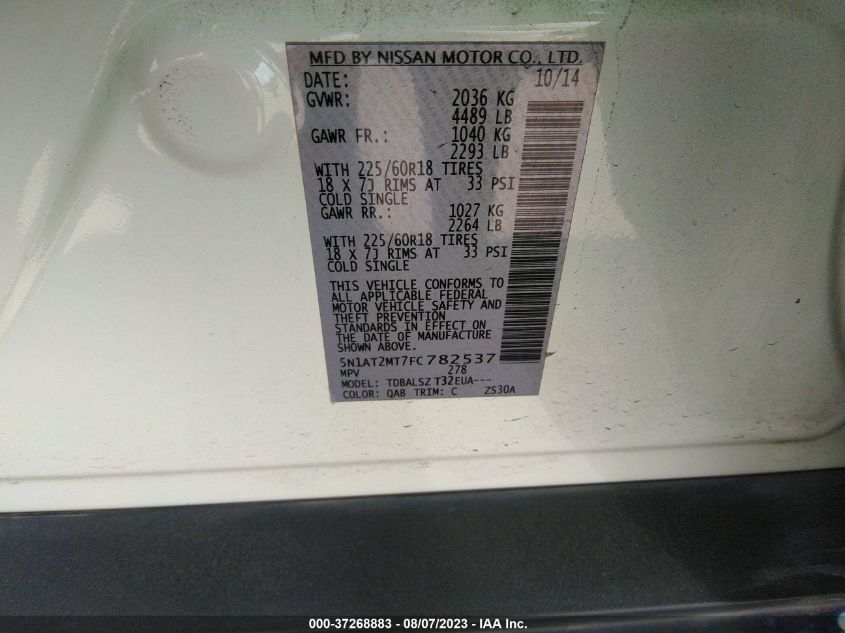 MFD BY NISSAN MOTOR CO., LTD.
DATE: 10/14
GVWR: 2036 KG
4489 LB
GAWR FR.: 1040 KG
2293 LB
WITH 225/60R18 TIRES
18 X 7J RIMS AT 33 PSI
COLD SINGLE
GAWR RR.: 1027 KG
2264 LB
WITH 225/60R18 TIRES
18 X 7J RIMS AT 33 PSI
COLD SINGLE
THIS VEHICLE CONFORMS TO
ALL APPLICABLE FEDERAL
MOTOR VEHICLE SAFETY AND
THEFT PREVENTION
STANDARDS IN EFFECT ON
THE DATE OF MANUFACTURE
SHOWN ABOVE.
5N1AT2MT7FC782537
MPV 278
MODEL: TDBALSZ T32EUA---
COLOR: QAB TRIM: C ZS30A
000-37268883 - 08/07/2023 - IAA Inc.